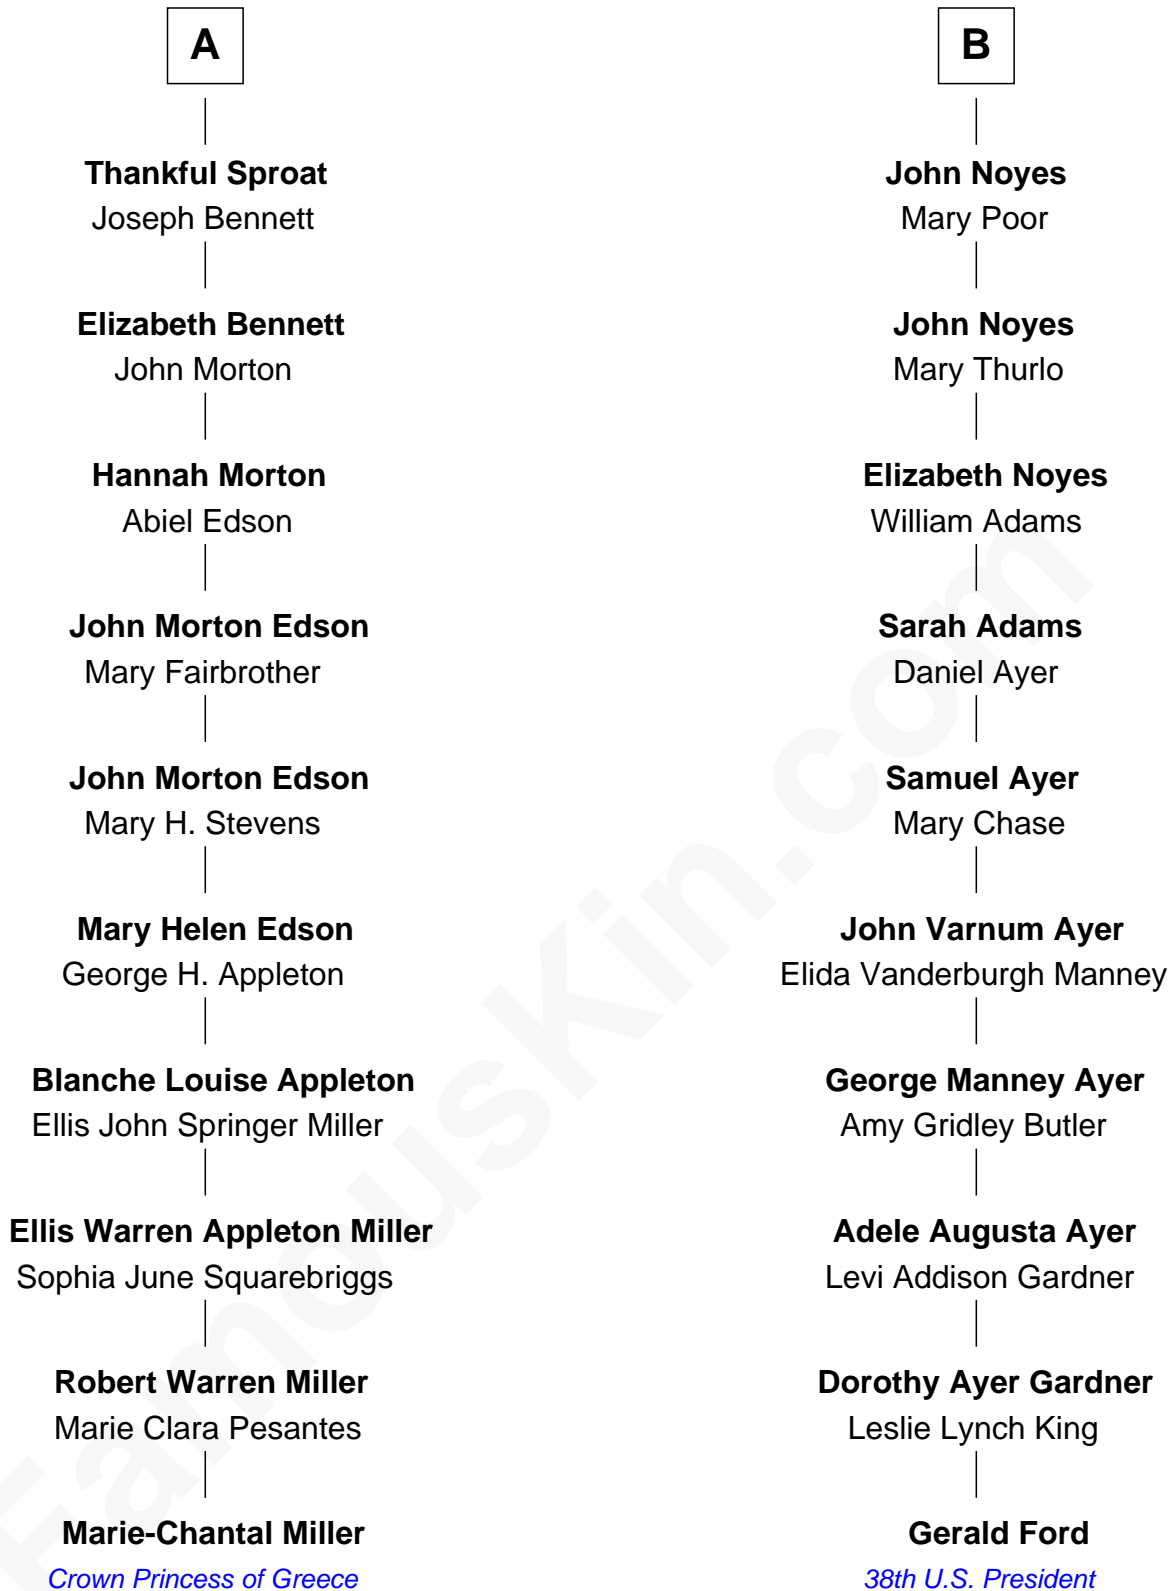 A
Thankful Sproat
Joseph Bennett
Elizabeth Bennett
John Morton
Hannah Morton
Abiel Edson
John Morton Edson
Mary Fairbrother
John Morton Edson
Mary H. Stevens
Mary Helen Edson
George H. Appleton
Blanche Louise Appleton
Ellis John Springer Miller
Ellis Warren Appleton Miller
Sophia June Squarebriggs
Robert Warren Miller
Marie Clara Pesantes
Marie-Chantal Miller
Crown Princess of Greece
B
John Noyes
Mary Poor
John Noyes
Mary Thurlo
Elizabeth Noyes
William Adams
Sarah Adams
Daniel Ayer
Samuel Ayer
Mary Chase
John Varnum Ayer
Elida Vanderburgh Manney
George Manney Ayer
Amy Gridley Butler
Adele Augusta Ayer
Levi Addison Gardner
Dorothy Ayer Gardner
Leslie Lynch King
Gerald Ford
38th U.S. President
FamousKin.com